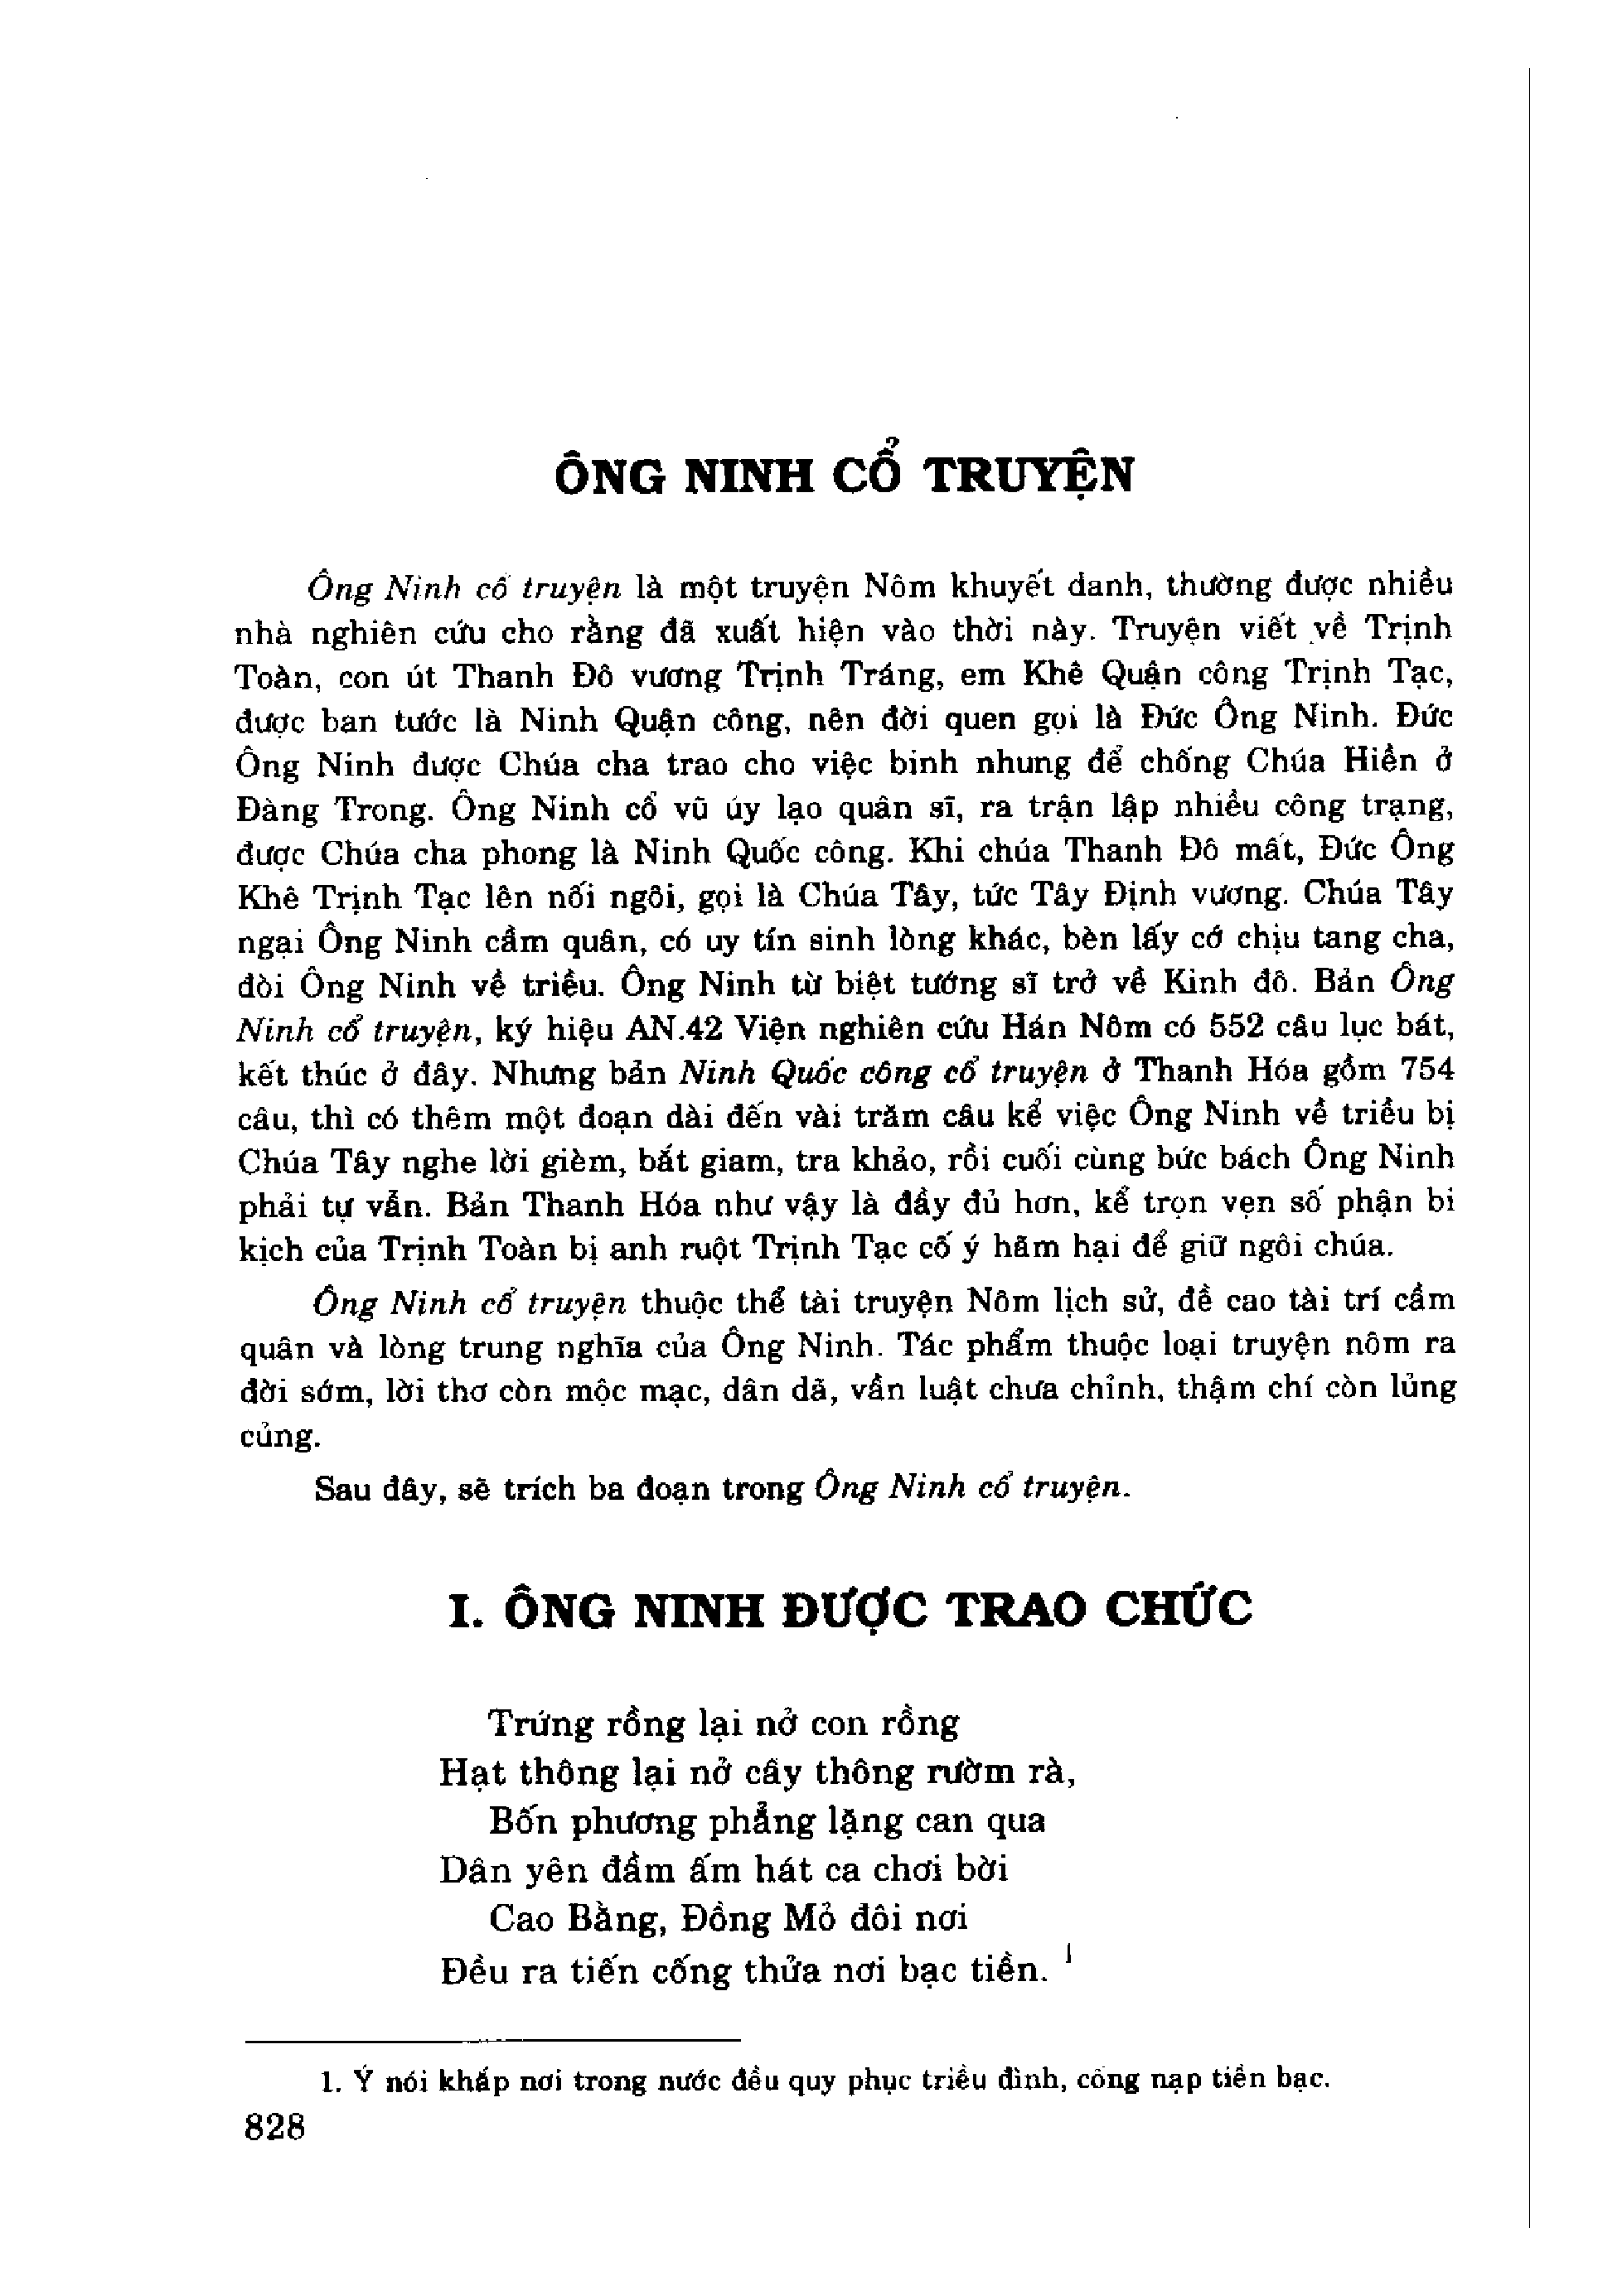 ÔNG NINH CỔ TRUYỆN
Ông Ninh cổ truyện là một truyện Nôm khuyết danh, thường được nhiều
nhà nghiên cứu cho rằng đã xuất hiện vào thời này. Truyện viết về Trịnh
Toàn, con út Thanh Đô vương Trịnh Tráng, em Khê Quận công Trịnh Tạc,
được ban tước là Ninh Quận công, nên đời quen gọi là Đức Ông Ninh. Đức
Ông Ninh được Chúa cha trao cho việc binh nhung để chống Chúa Hiền ở
Đàng Trong. Ông Ninh cổ vũ úy lạo quân sĩ, ra trận lập nhiều công trạng,
được Chúa cha phong là Ninh Quốc công. Khi chúa Thanh Đô mất, Đức Ông
Khê Trịnh Tạc lên nối ngôi, gọi là Chúa Tây, tức Tây Định vương. Chúa Tây
ngại Ông Ninh cầm quân, có uy tín sinh lòng khác, bèn lấy cớ chịu tang cha,
đòi Ông Ninh về triều. Ông Ninh từ biệt tướng sĩ trở về Kinh đô. Bản Ông
Ninh cổ truyện, ký hiệu AN.42 Viện nghiên cứu Hán Nôm có 552 câu lục bát,
kết thúc ở đây. Nhưng bản Ninh Quốc công cổ truyện ở Thanh Hóa gồm 754
câu, thì có thêm một đoạn dài đến vài trăm câu kể việc Ông Ninh về triều bị
Chúa Tây nghe lời gièm, bắt giam, tra khảo, rồi cuối cùng bức bách Ông Ninh
phải tự vẫn. Bản Thanh Hóa như vậy là đầy đủ hơn, kể trọn vẹn số phận bi
kịch của Trịnh Toàn bị anh ruột Trịnh Tạc cố ý hãm hại để giữ ngôi chúa.
Ông Ninh cổ truyện thuộc thể tài truyện Nôm lịch sử, đề cao tài trí cầm
quân và lòng trung nghĩa của Ông Ninh. Tác phẩm thuộc loại truyện nôm ra
đời sớm, lời thơ còn mộc mạc, dân dã, vần luật chưa chỉnh, thậm chí còn lủng
củng.
Sau đây, sẽ trích ba đoạn trong Ông Ninh cổ truyện.
I. ÔNG NINH ĐƯỢC TRAO CHỨC
Trứng rồng lại nở con rồng
Hạt thông lại nở cây thông rườm rà,
Bốn phương phẳng lặng can qua
Dân yên đầm ấm hát ca chơi bời
Cao Bằng, Đồng Mỏ đôi nơi
Đều ra tiến cống thửa nơi bạc tiền. 1
1. Ý nói khắp nơi trong nước đều quy phục triều đình, cống nạp tiền bạc.
828